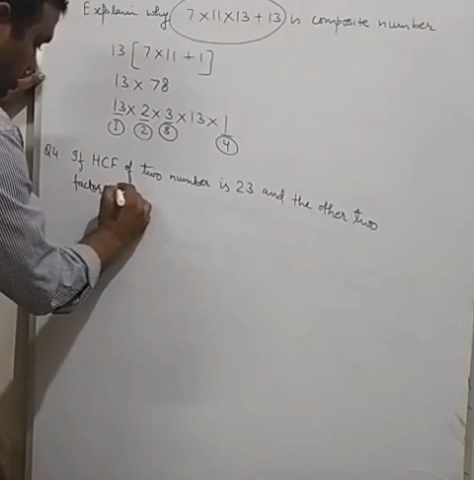 Explain why 7×11×13+13 is composite number
13[7×11+1]
13×78
13×2×3×13×1
1 2 3 4
Q4 If HCF of two number is 23 and the other two
factor